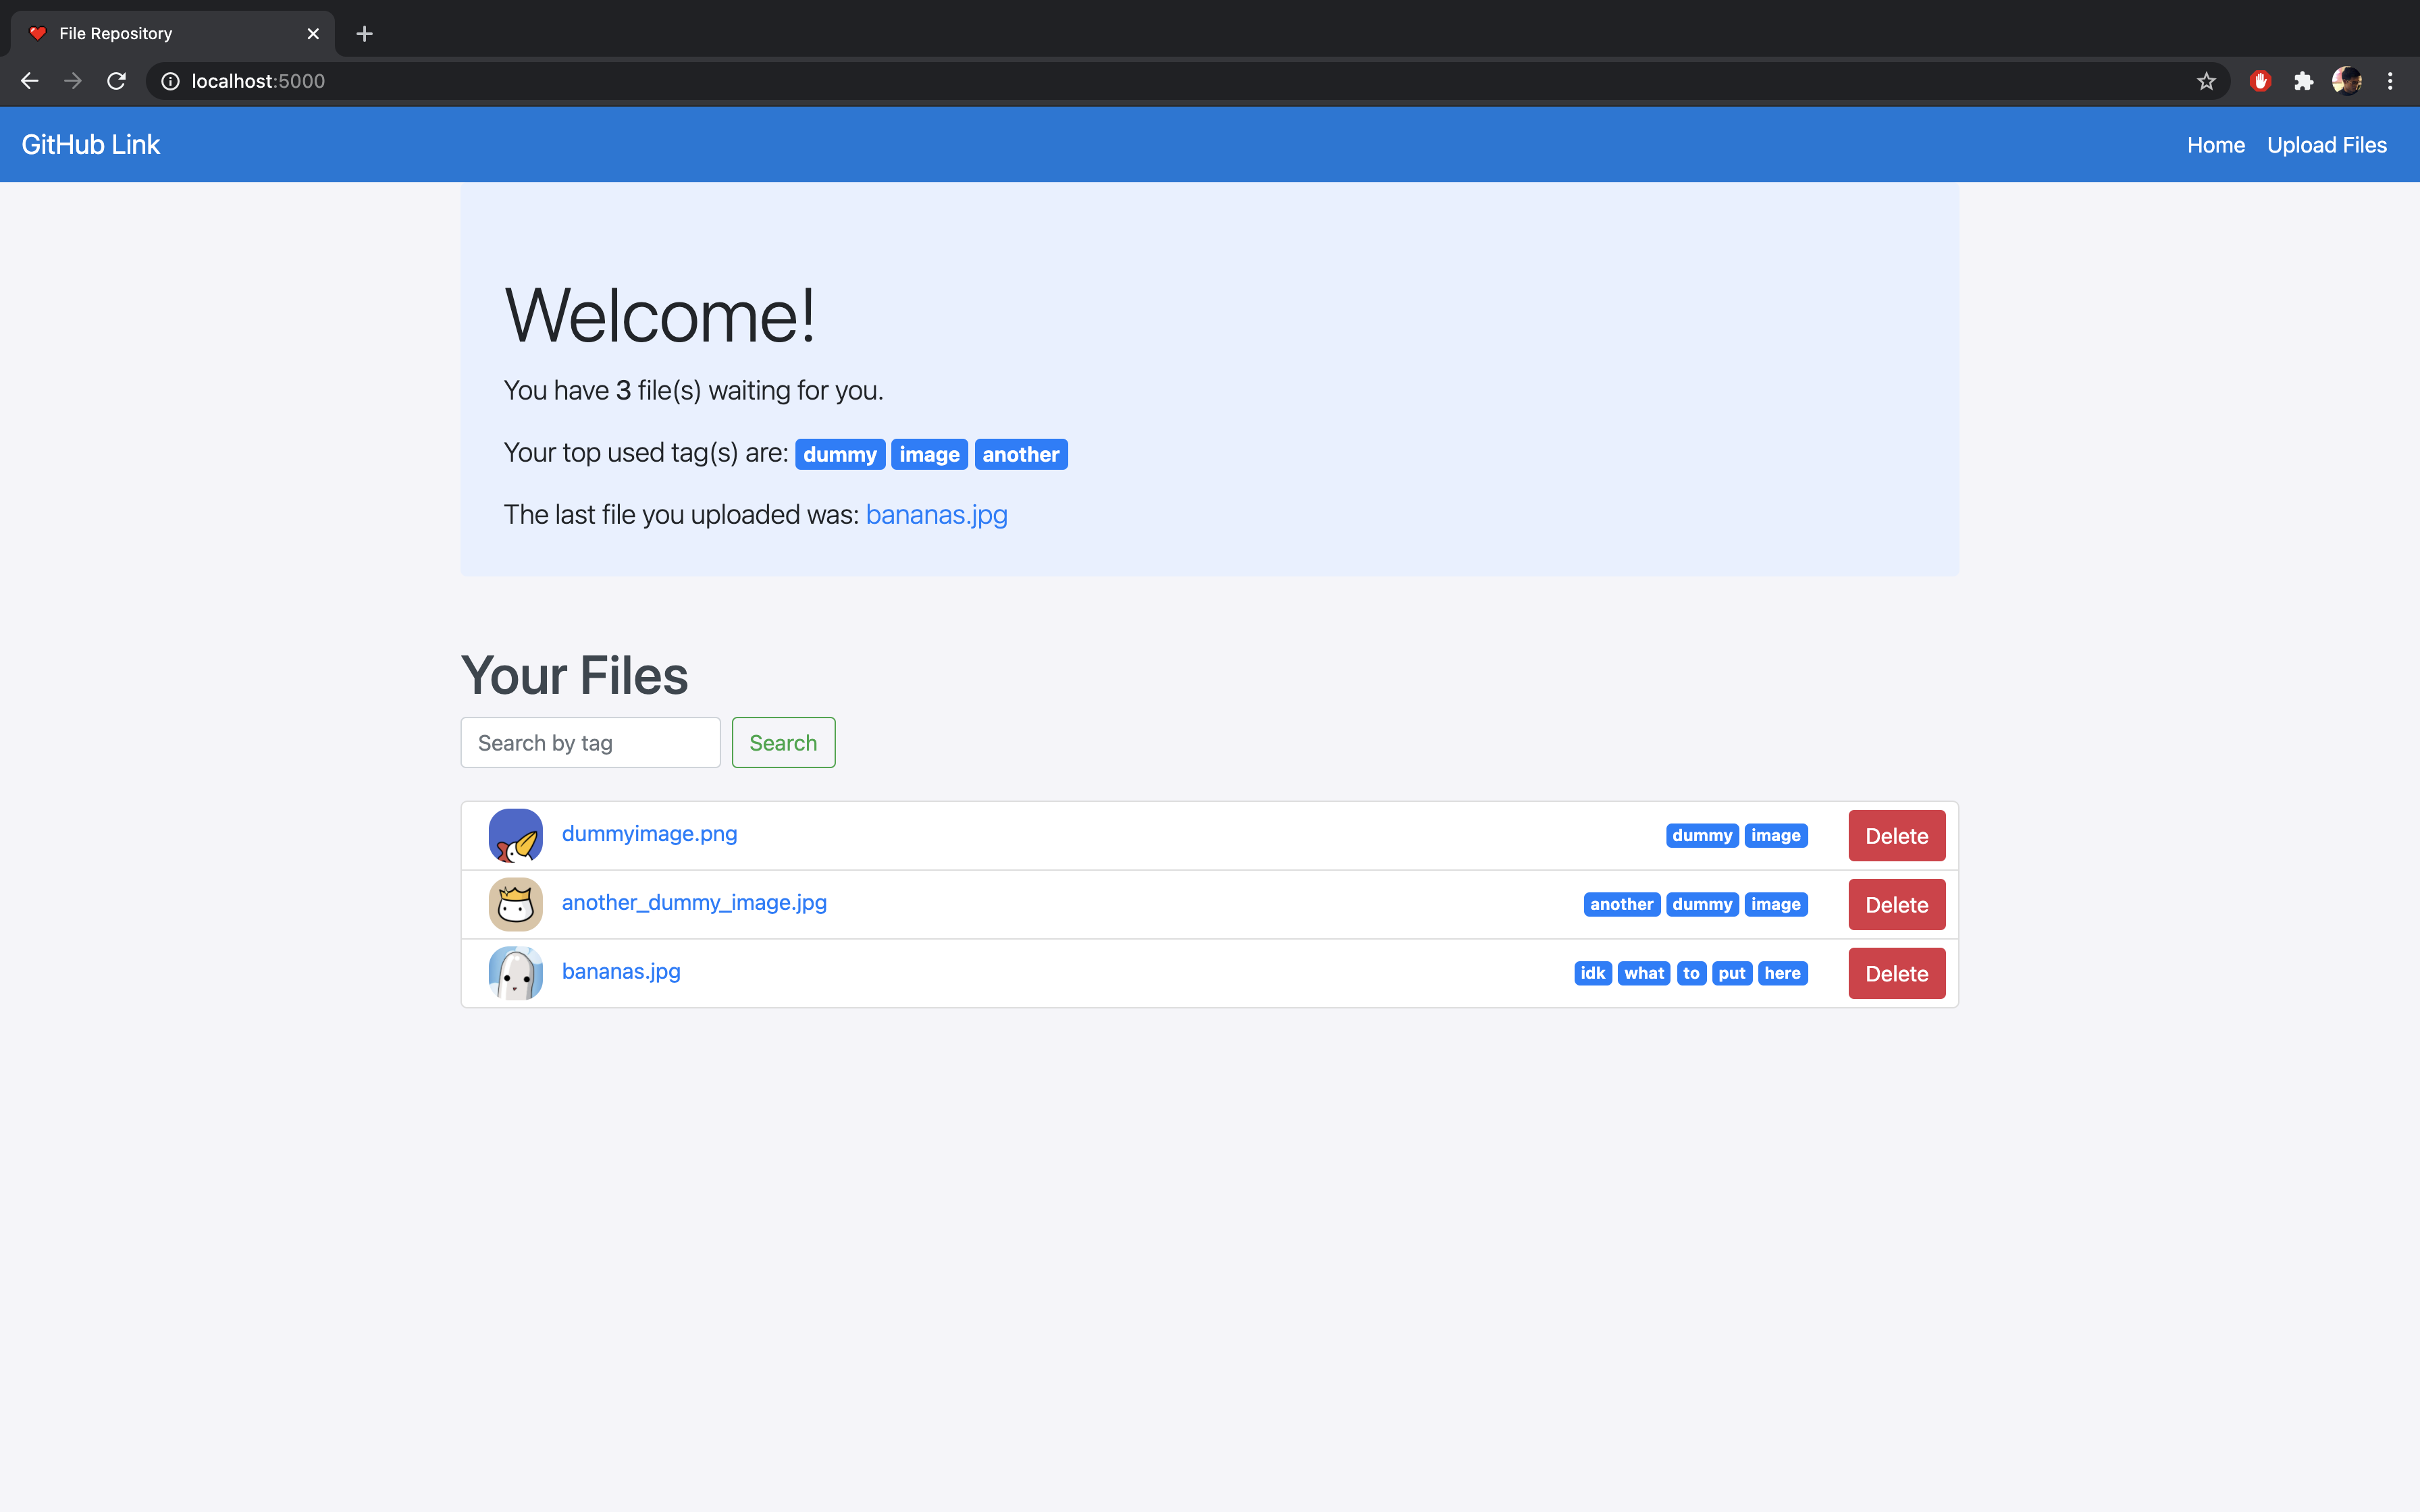 File Repository
localhost:5000
GitHub Link Home Upload Files
Welcome!
You have 3 file(s) waiting for you.
Your top used tag(s) are: dummy image another
The last file you uploaded was: bananas.jpg
Your Files
Search by tag Search
dummyimage.png dummy image Delete
another_dummy_image.jpg another dummy image Delete
bananas.jpg idk what to put here Delete